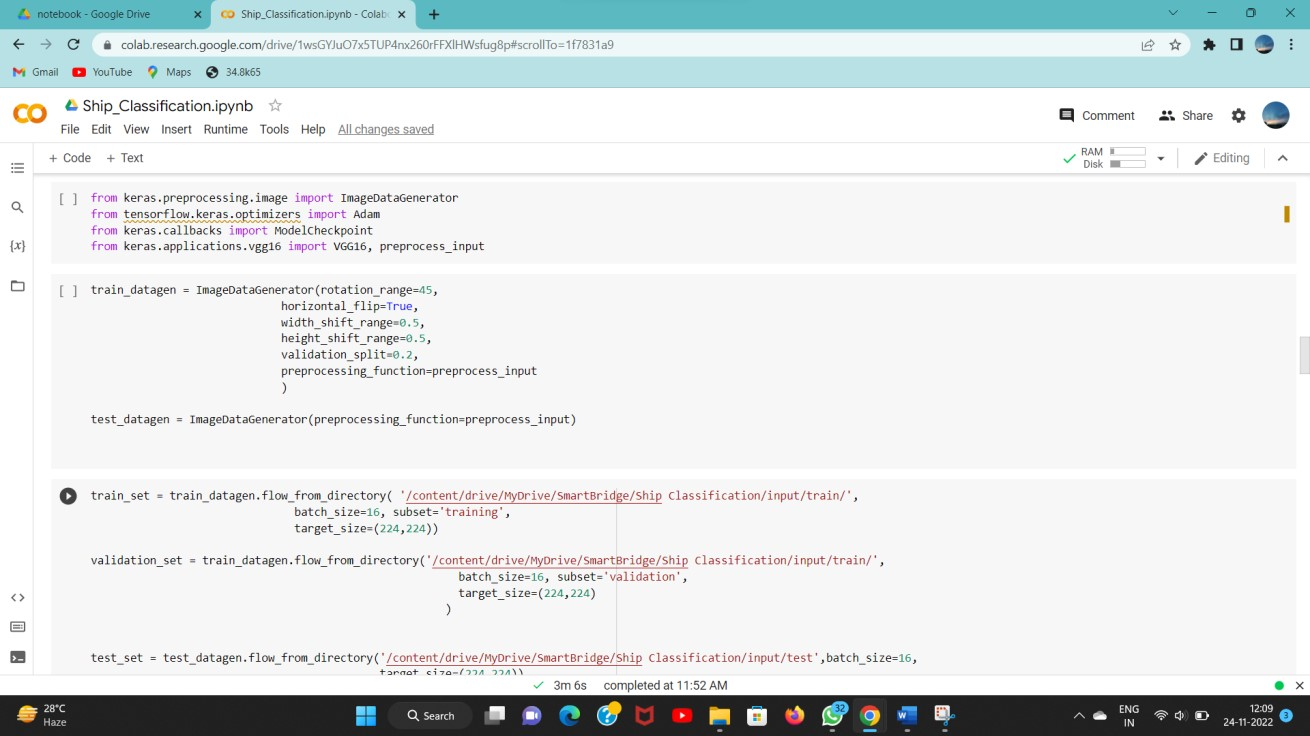 notebook - Google Drive
Ship_Classification.ipynb - Colab
colab.research.google.com/drive/1wsGYJuO7x5TUP4nx260rFFXlHWsfug8p#scrollTo=1f7831a9
Gmail YouTube Maps 34.8k65
Ship_Classification.ipynb
File Edit View Insert Runtime Tools Help All changes saved
Comment Share
+ Code + Text
RAM
Disk
Editing
[ ] from keras.preprocessing.image import ImageDataGenerator
from tensorflow.keras.optimizers import Adam
from keras.callbacks import ModelCheckpoint
from keras.applications.vgg16 import VGG16, preprocess_input
[ ] train_datagen = ImageDataGenerator(rotation_range=45,
horizontal_flip=True,
width_shift_range=0.5,
height_shift_range=0.5,
validation_split=0.2,
preprocessing_function=preprocess_input
)
test_datagen = ImageDataGenerator(preprocessing_function=preprocess_input)
train_set = train_datagen.flow_from_directory( '/content/drive/MyDrive/SmartBridge/Ship Classification/input/train/',
batch_size=16, subset='training',
target_size=(224,224))
validation_set = train_datagen.flow_from_directory('/content/drive/MyDrive/SmartBridge/Ship Classification/input/train/',
batch_size=16, subset='validation',
target_size=(224,224)
)
test_set = test_datagen.flow_from_directory('/content/drive/MyDrive/SmartBridge/Ship Classification/input/test',batch_size=16,
target_size=(224,224))
{x}
3m 6s completed at 11:52 AM
28°C
Haze
Search
32
ENG
IN
12:09
24-11-2022
3